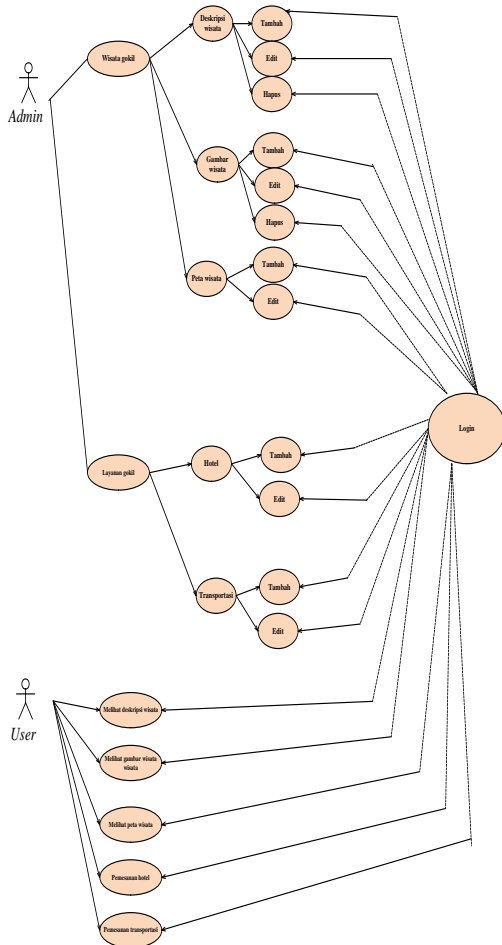 Deskripsi
wisata
Tambah
Wisata gokil
Edit
Admin
Hapus
Tambah
Gambar
wisata
Edit
Hapus
Tambah
Peta wisata
Edit
Login
Tambah
Hotel
Layanan gokil
Edit
Tambah
Transportasi
Edit
User
Melihat deskripsi wisata
Melihat gambar wisata
wisata
Melihat peta wisata
Pemesanan hotel
Pemesanan transportasi